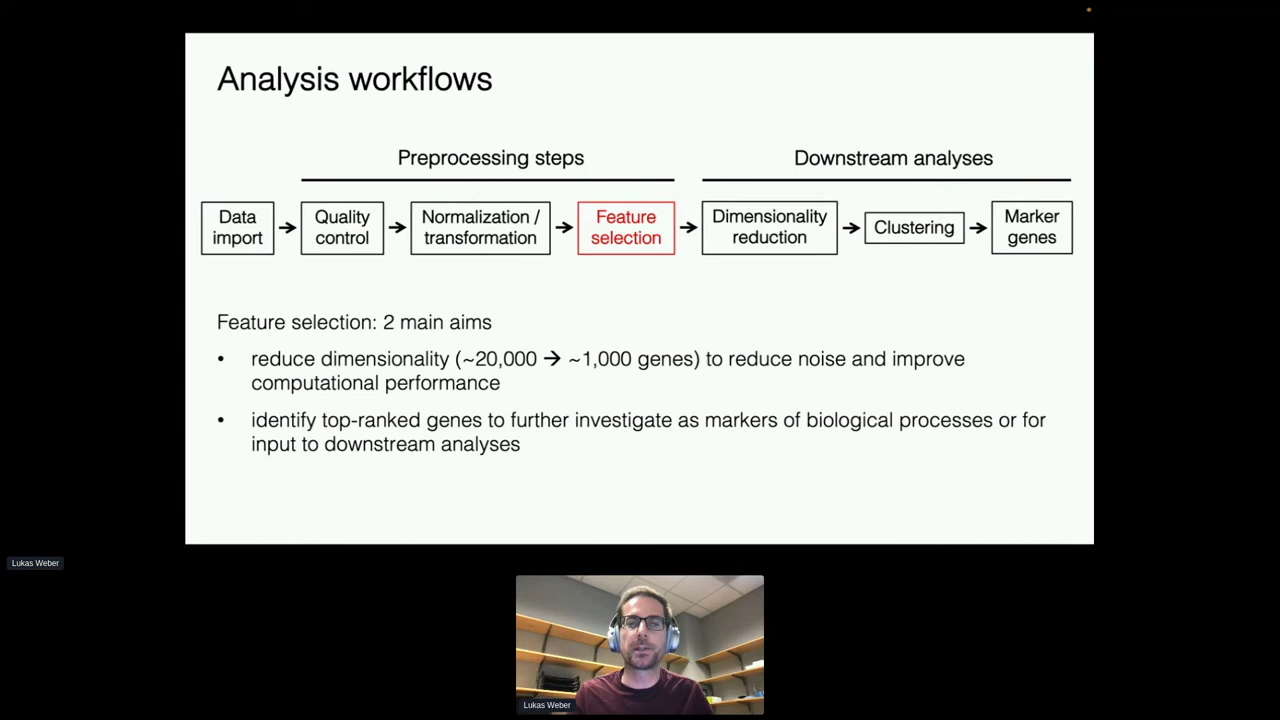 Analysis workflows
Preprocessing steps
Downstream analyses
Data
import
Quality
control
Normalization /
transformation
Feature
selection
Dimensionality
reduction
Clustering
Marker
genes
Feature selection: 2 main aims
• reduce dimensionality (~20,000 → ~1,000 genes) to reduce noise and improve
computational performance
• identify top-ranked genes to further investigate as markers of biological processes or for
input to downstream analyses
Lukas Weber
Lukas Weber